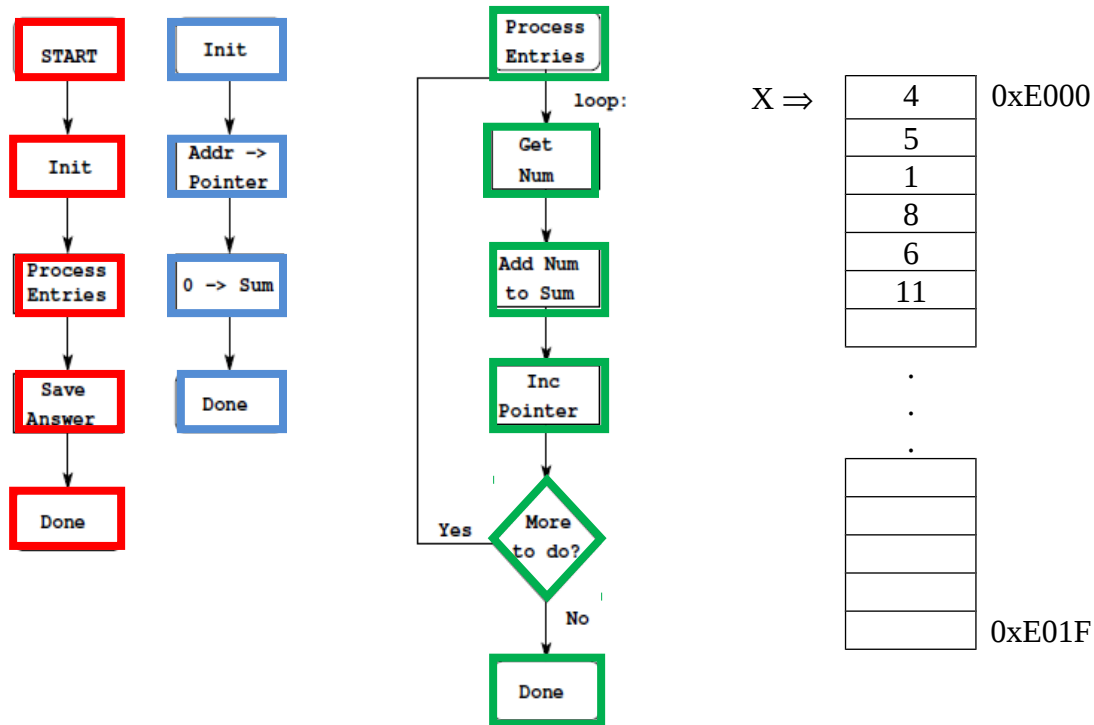 START
Init
Process
Entries
Save
Answer
Done
Init
Addr ->
Pointer
0 -> Sum
Done
Process
Entries
loop:
Get
Num
Add Num
to Sum
Inc
Pointer
More
to do?
Yes
No
Done
X ⇒
4
0xE000
5
1
8
6
11
.
.
.
0xE01F